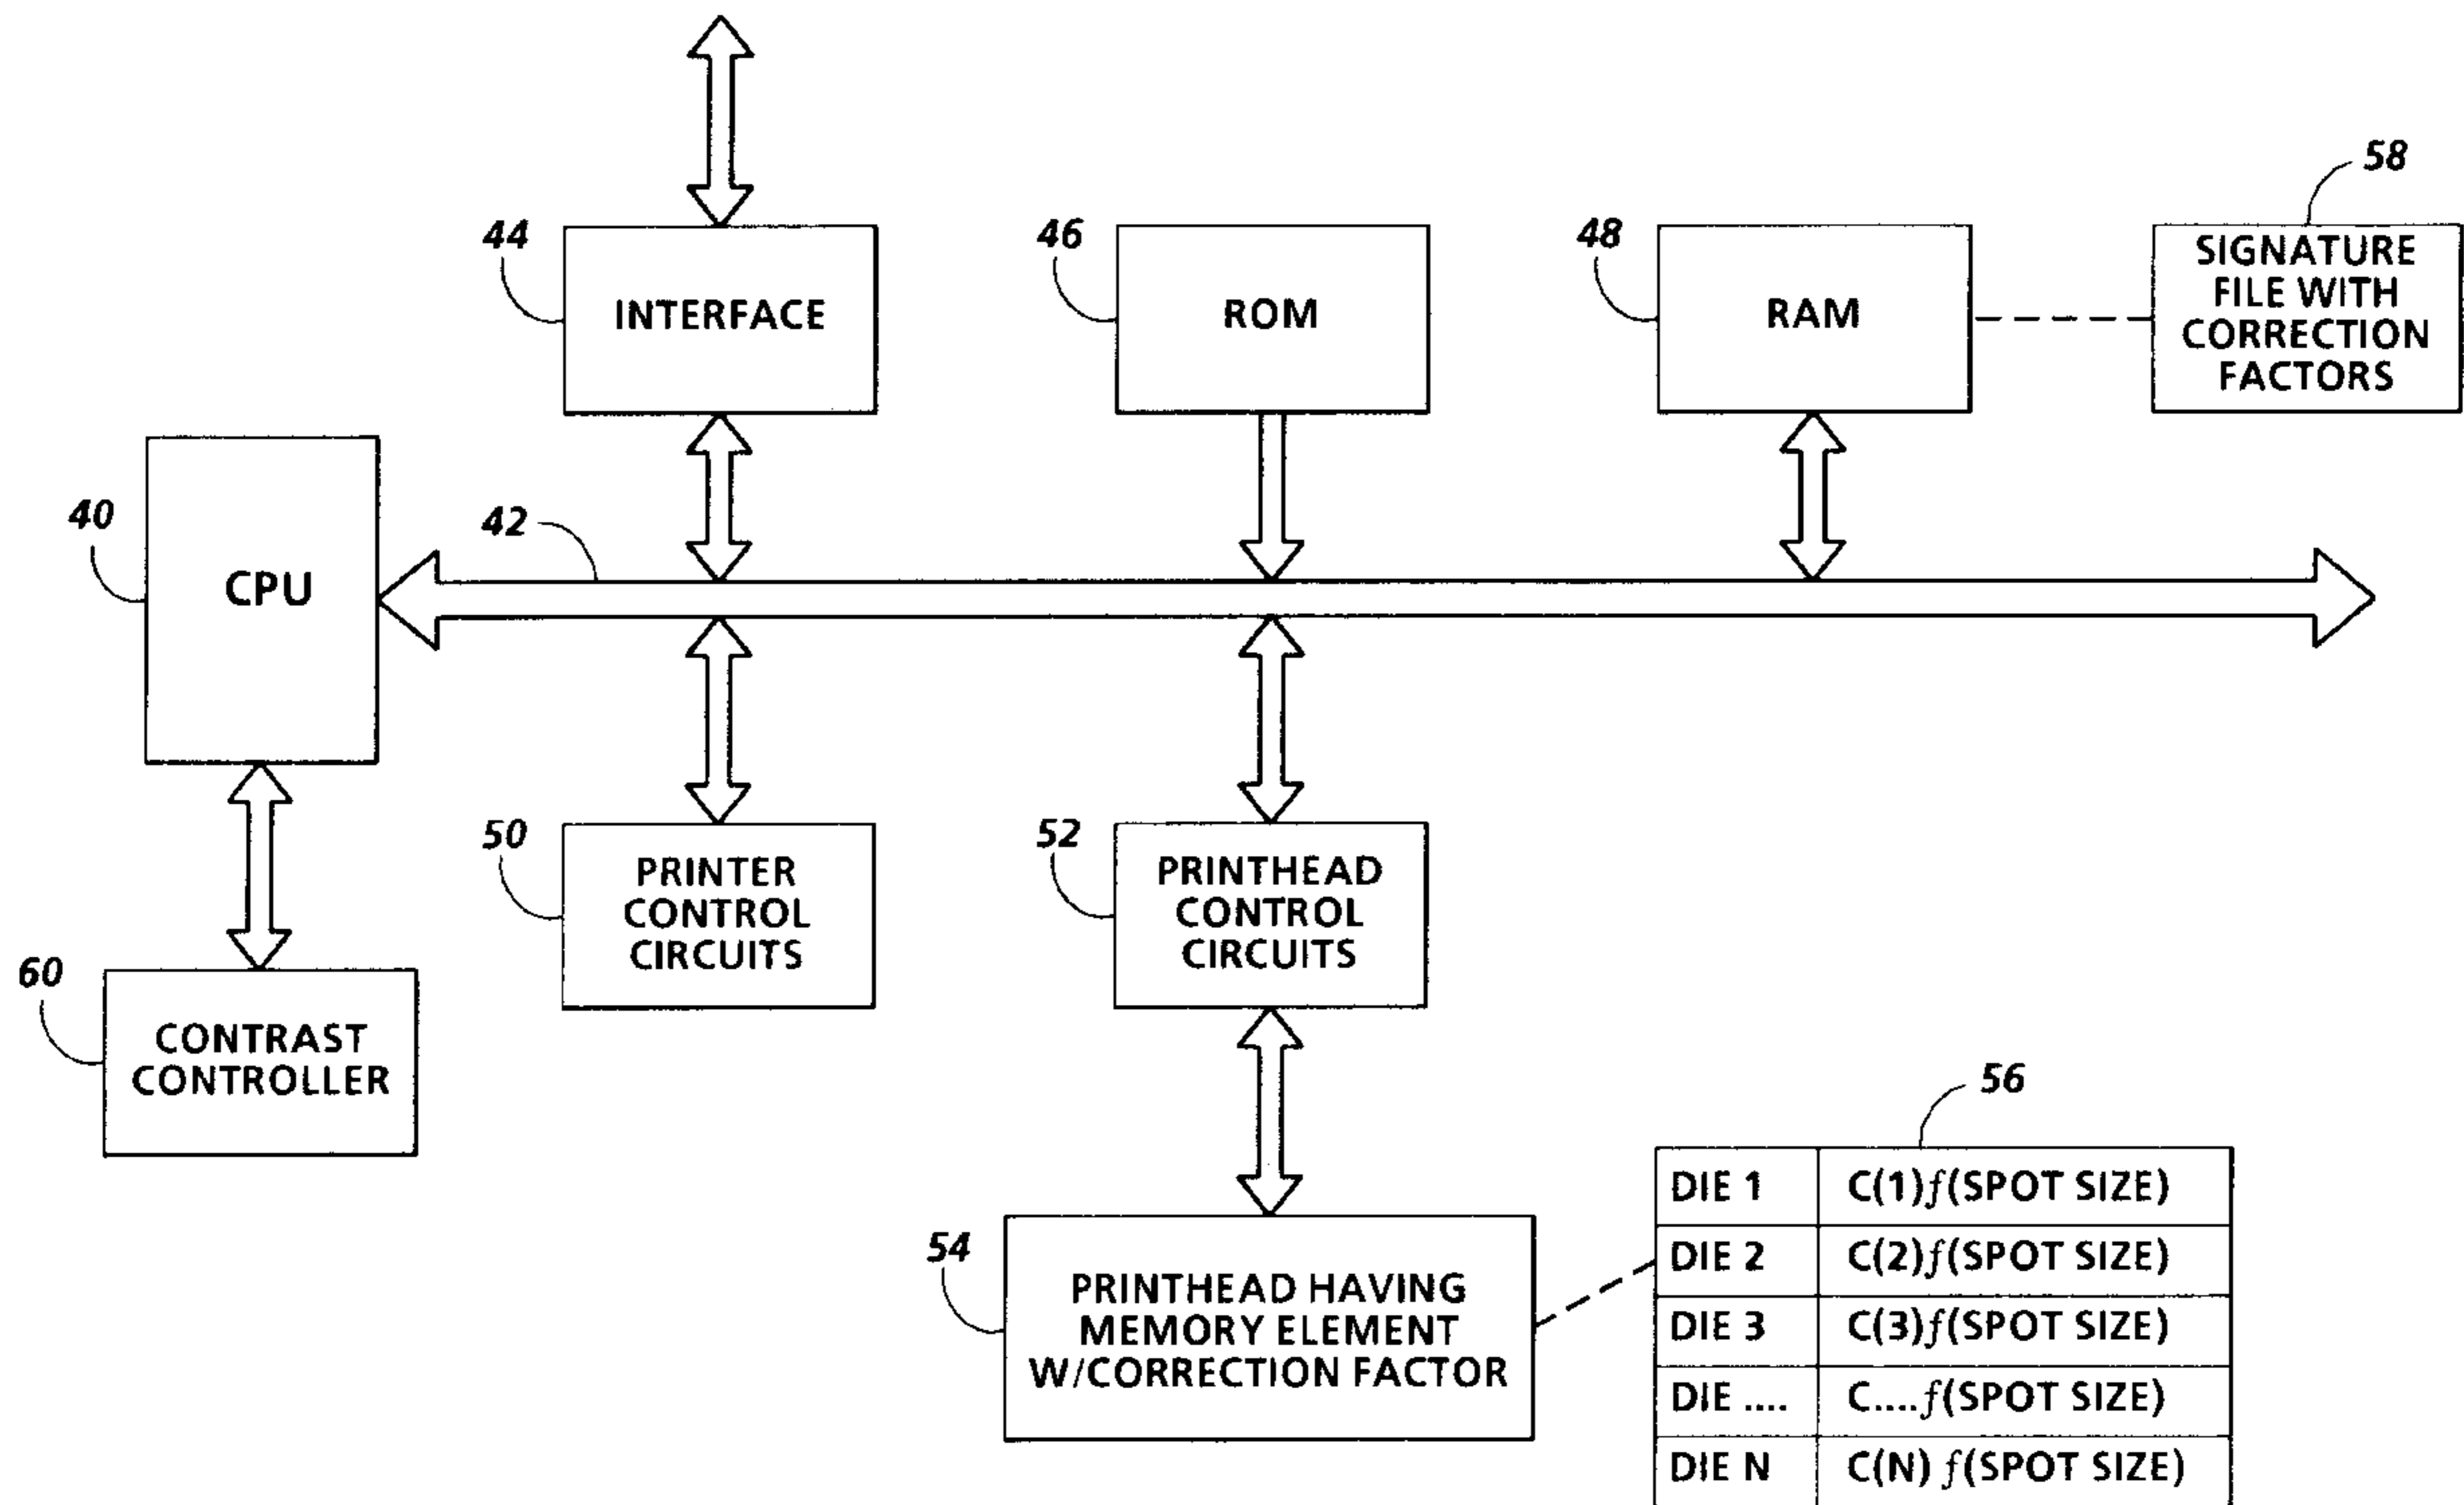 58
44
INTERFACE
46
ROM
48
RAM
SIGNATURE
FILE WITH
CORRECTION
FACTORS
40
CPU
42
50
PRINTER
CONTROL
CIRCUITS
52
PRINTHEAD
CONTROL
CIRCUITS
60
CONTRAST
CONTROLLER
54
PRINTHEAD HAVING
MEMORY ELEMENT
W/CORRECTION FACTOR
56
DIE 1 C(1)f(SPOT SIZE)
DIE 2 C(2)f(SPOT SIZE)
DIE 3 C(3)f(SPOT SIZE)
DIE .... C....f(SPOT SIZE)
DIE N C(N) f(SPOT SIZE)